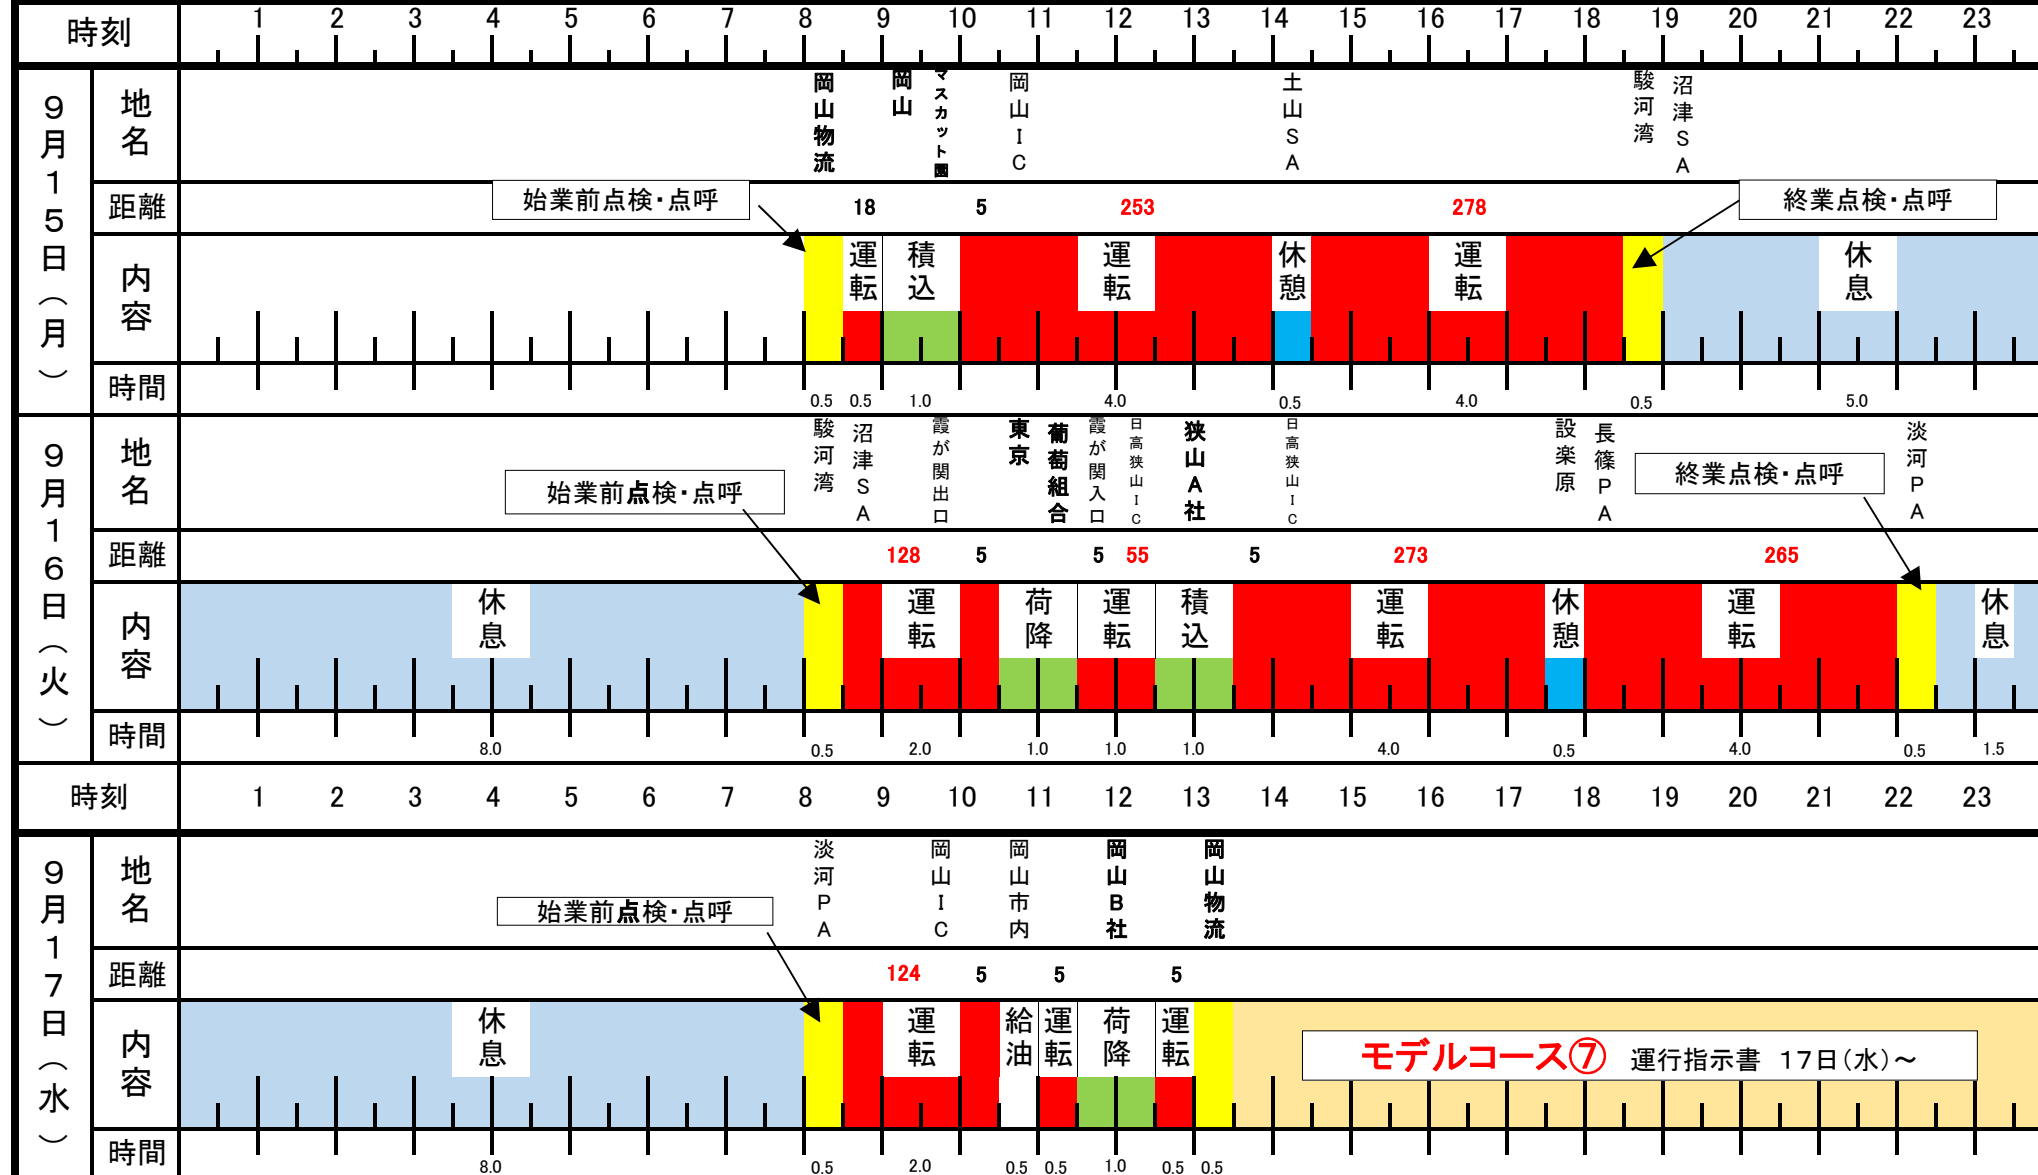 時刻 1 2 3 4 5 6 7 8 9 10 11 12 13 14 15 16 17 18 19 20 21 22 23
9月15日(月)
地名 岡山物流 岡山 マスカット園 岡山IC 土山SA 駿河湾 沼津SA
距離 18 5 253 278
始業前点検・点呼
終業点検・点呼
内容 運転 積込 運転 休憩 運転 休息
時間 0.5 0.5 1.0 4.0 0.5 4.0 0.5 5.0
9月16日(火)
地名 駿河湾 沼津SA 霞が関出口 東京 葡萄組合 霞が関入口 日高狭山IC 狭山A社 日高狭山IC 設楽原 長篠PA 淡河PA
始業前点検・点呼
終業点検・点呼
距離 128 5 5 55 5 273 265
内容 休息 運転 荷降 運転 積込 運転 休憩 運転 休息
時間 8.0 0.5 2.0 1.0 1.0 1.0 4.0 0.5 4.0 0.5 1.5
時刻 1 2 3 4 5 6 7 8 9 10 11 12 13 14 15 16 17 18 19 20 21 22 23
9月17日(水)
地名 淡河PA 岡山IC 岡山市内 岡山B社 岡山物流
始業前点検・点呼
距離 124 5 5 5
内容 休息 運転 給油 運転 荷降 運転
モデルコース⑦ 運行指示書 17日(水)～
時間 8.0 0.5 2.0 0.5 0.5 1.0 0.5 0.5